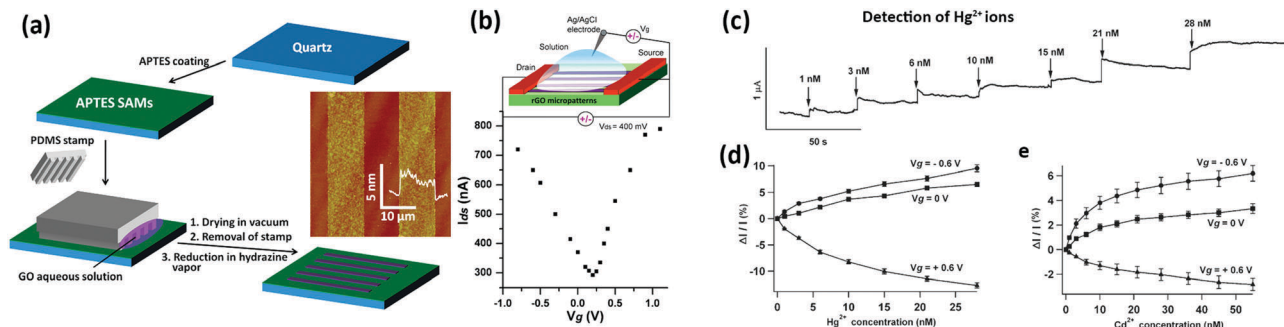 (a)
Quartz
APTES coating
APTES SAMs
PDMS stamp
5 nm
10 μm
1. Drying in vacuum
2. Removal of stamp
3. Reduction in hydrazine
vapor
GO aqueous solution
(b)
Ag/AgCl
electrode
Vg
+/-
Solution
Source
Drain
rGO micropatterns
+/-
Vds = 400 mV
Ids (nA)
800
700
600
500
400
300
-1.0 -0.5 0.0 0.5 1.0
Vg (V)
(c)
Detection of Hg2+ ions
1 nM
3 nM
6 nM
10 nM
15 nM
21 nM
28 nM
1 μA
50 s
(d)
ΔI / I (%)
10
5
0
-5
-10
Vg = - 0.6 V
Vg = 0 V
Vg = + 0.6 V
0 5 10 15 20 25
Hg2+ concentration (nM)
e
ΔI / I (%)
6
4
2
0
-2
Vg = - 0.6 V
Vg = 0 V
Vg = + 0.6 V
0 10 20 30 40 50
Cd2+ concentration (nM)